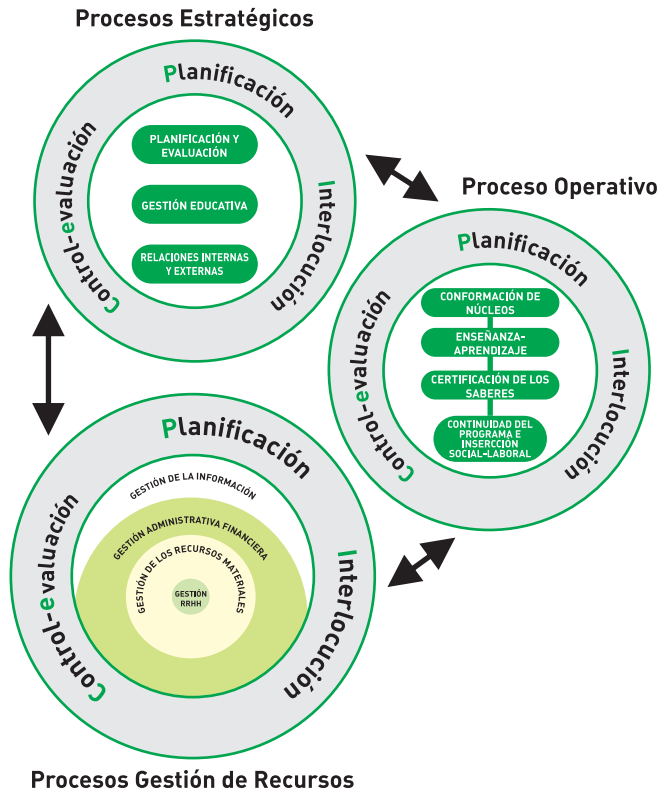 Procesos Estratégicos
Planificación
Interlocución
Control-evaluación
PLANIFICACIÓN Y
EVALUACIÓN
GESTIÓN EDUCATIVA
RELACIONES INTERNAS
Y EXTERNAS
Proceso Operativo
Planificación
Interlocución
Control-evaluación
CONFORMACIÓN DE
NÚCLEOS
ENSEÑANZA-
APRENDIZAJE
CERTIFICACIÓN DE LOS
SABERES
CONTINUIDAD DEL
PROGRAMA E
INSERCCIÓN
SOCIAL-LABORAL
Planificación
Interlocución
Control-evaluación
GESTIÓN DE LA INFORMACIÓN
GESTIÓN ADMINISTRATIVA FINANCIERA
GESTIÓN DE LOS RECURSOS MATERIALES
GESTIÓN
RRHH
Procesos Gestión de Recursos